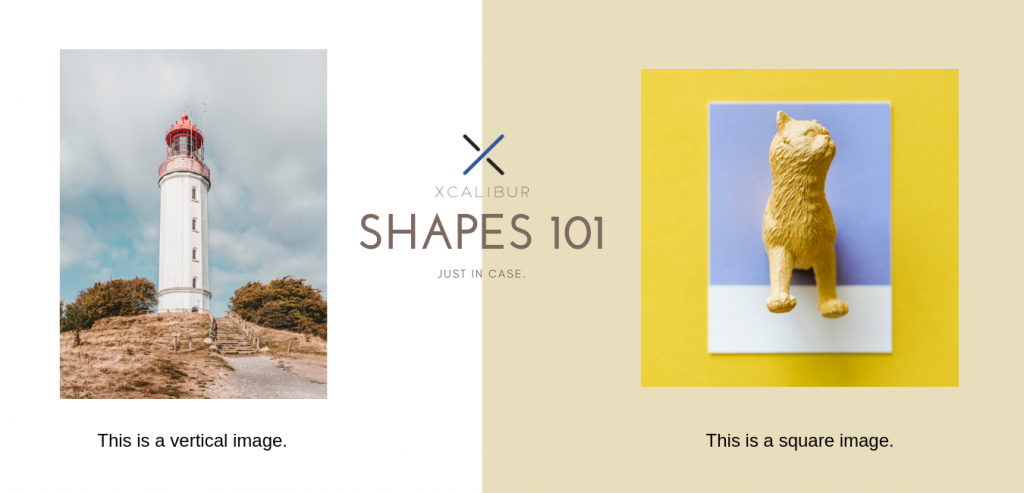 XCALIBUR
SHAPES 101
JUST IN CASE.
This is a vertical image.
This is a square image.